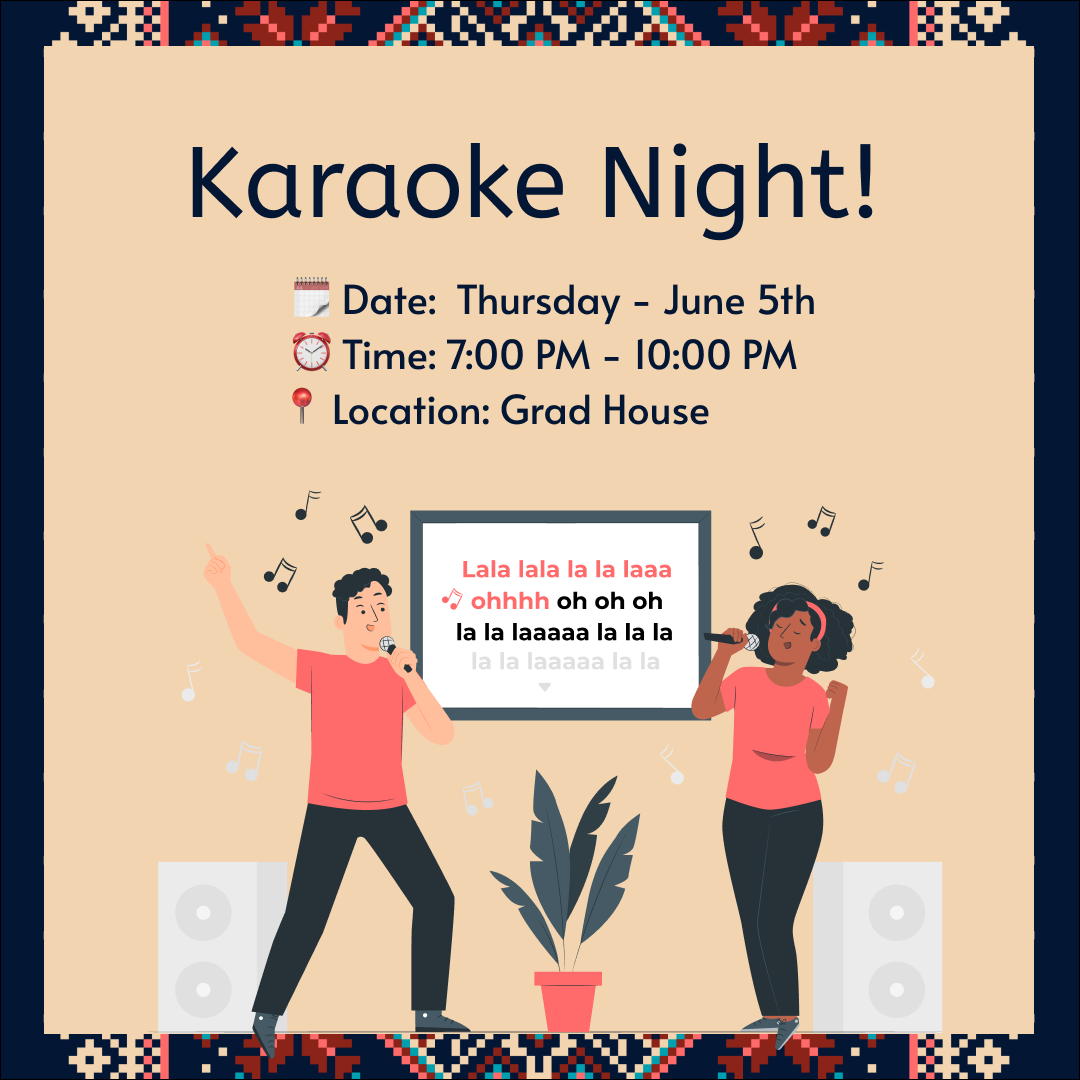 Karaoke Night!
Date: Thursday - June 5th
Time: 7:00 PM - 10:00 PM
Location: Grad House
Lala lala la la laaa
ohhhh oh oh oh
la la laaaaa la la la
la la laaaaa la la